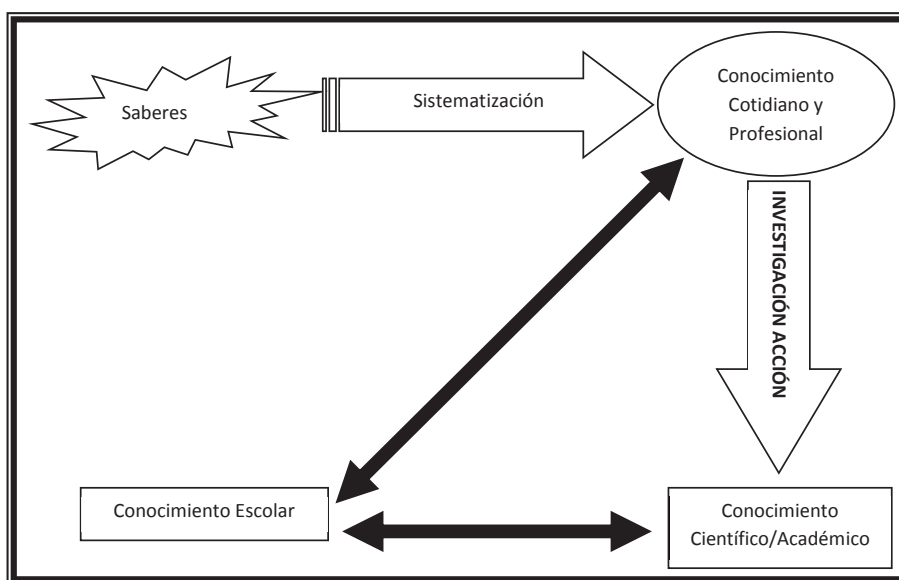 Saberes
Sistematización
Conocimiento
Cotidiano y
Profesional
INVESTIGACIÓN ACCIÓN
Conocimiento Escolar
Conocimiento
Científico/Académico